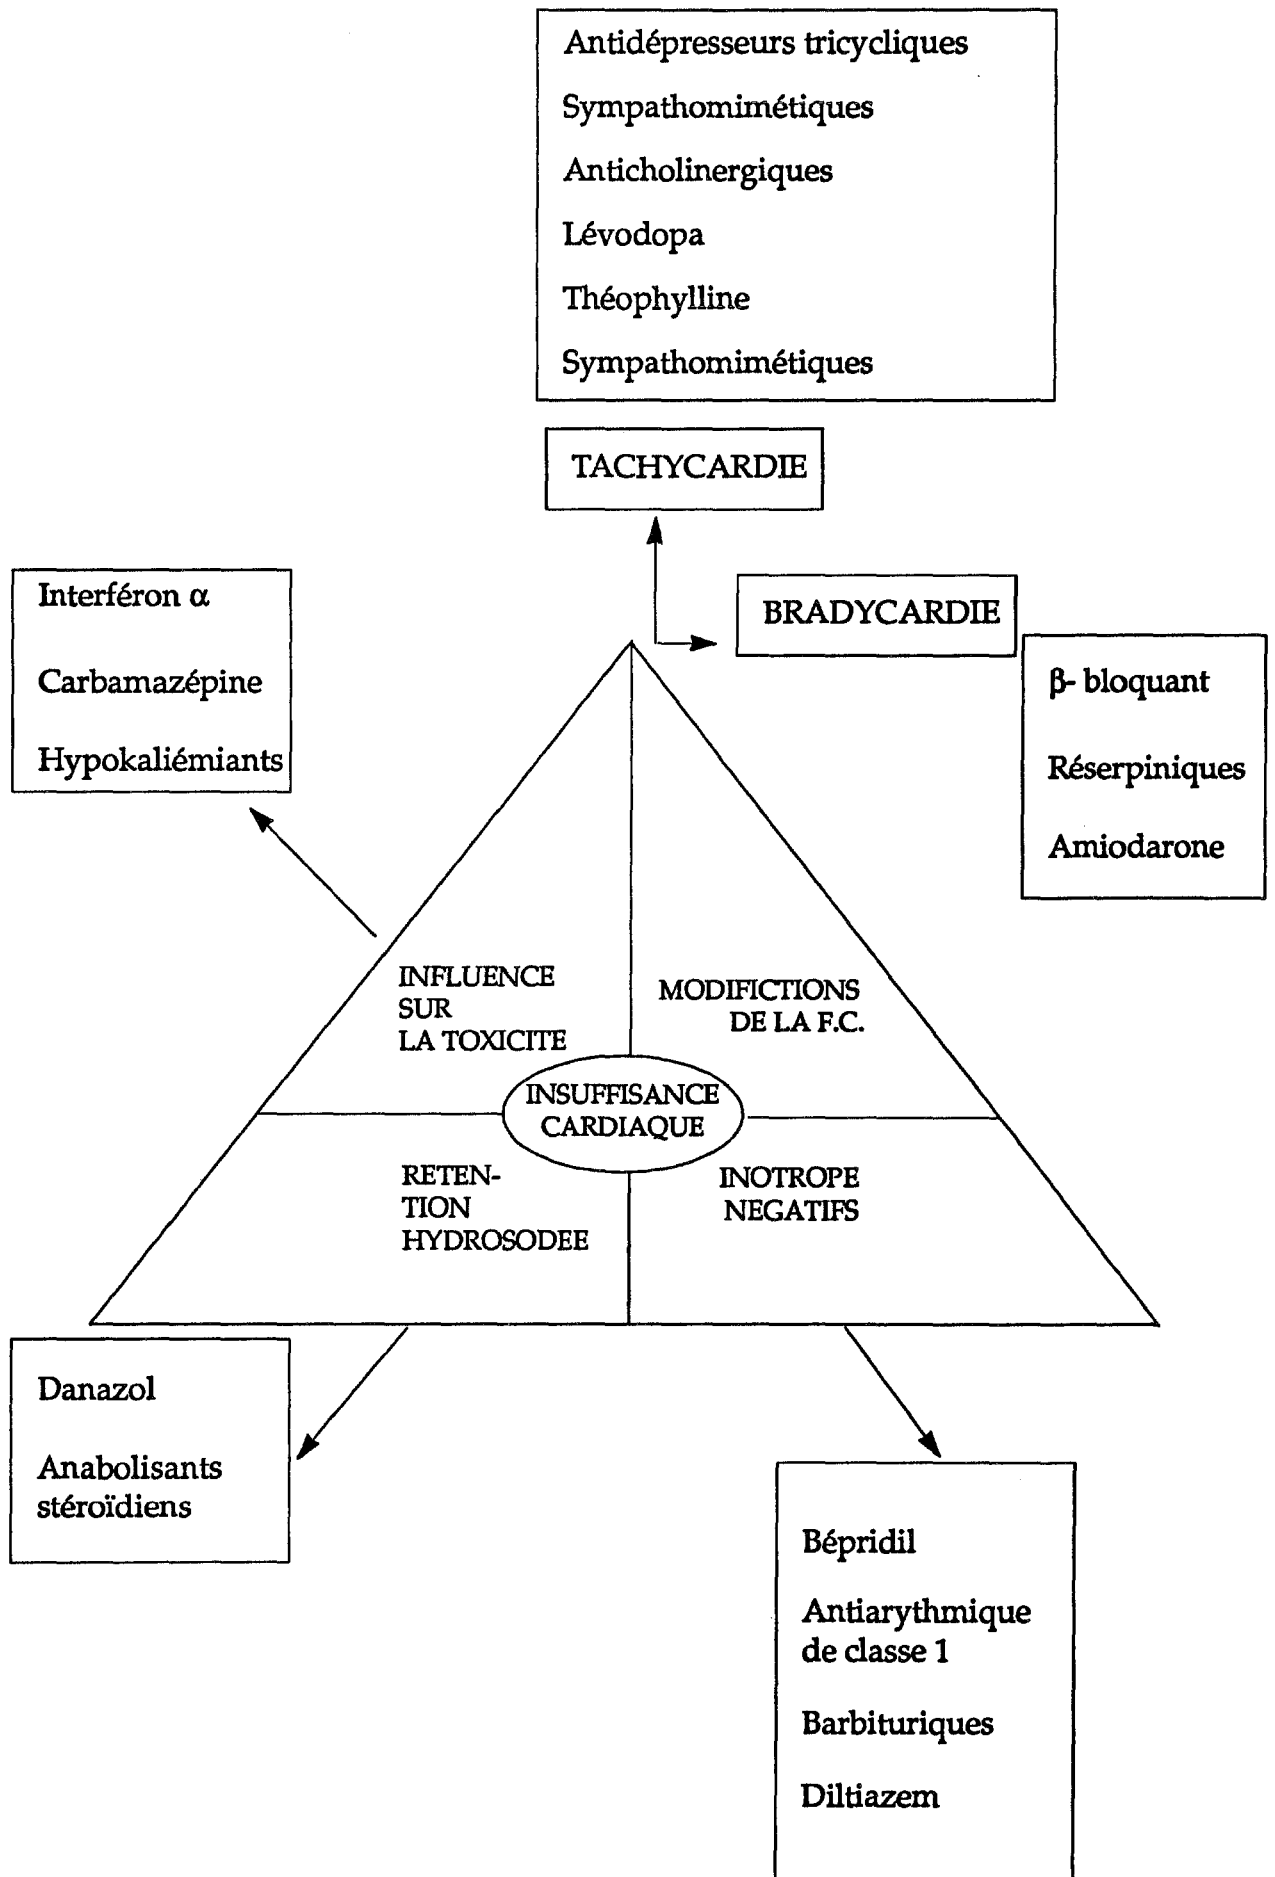 Antidépresseurs tricycliques
Sympathomimétiques
Anticholinergiques
Lévodopa
Théophylline
Sympathomimétiques
TACHYCARDIE
BRADYCARDIE
Interféron α
Carbamazépine
Hypokaliémiants
β- bloquant
Réserpiniques
Amiodarone
INFLUENCE
SUR
LA TOXICITE
MODIFICTIONS
DE LA F.C.
INSUFFISANCE
CARDIAQUE
RETEN-
TION
HYDROSODEE
INOTROPE
NEGATIFS
Danazol
Anabolisants
stéroïdiens
Bépridil
Antiarythmique
de classe 1
Barbituriques
Diltiazem